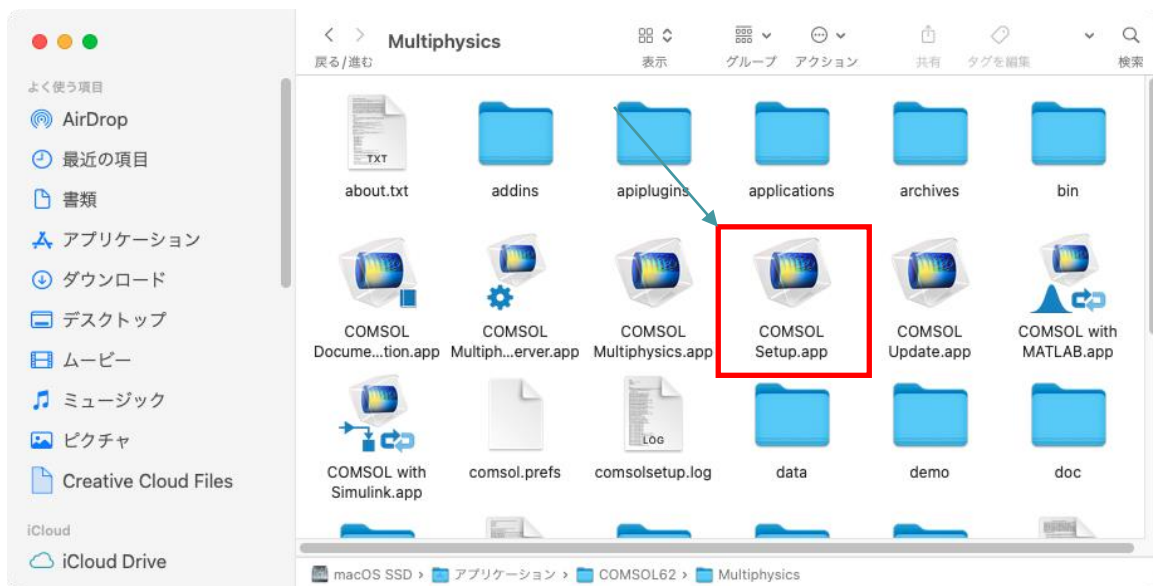 Multiphysics
戻る/進む
表示
グループ
アクション
共有
タグを編集
検索
よく使う項目
AirDrop
最近の項目
書類
アプリケーション
ダウンロード
デスクトップ
ムービー
ミュージック
ピクチャ
Creative Cloud Files
iCloud
iCloud Drive
TXT
about.txt
addins
apiplugins
applications
archives
bin
COMSOL
Docume...tion.app
COMSOL
Multiph...erver.app
COMSOL
Multiphysics.app
COMSOL
Setup.app
COMSOL
Update.app
COMSOL with
MATLAB.app
COMSOL with
Simulink.app
comsol.prefs
LOG
comsolsetup.log
data
demo
doc
macOS SSD › アプリケーション › COMSOL62 › Multiphysics